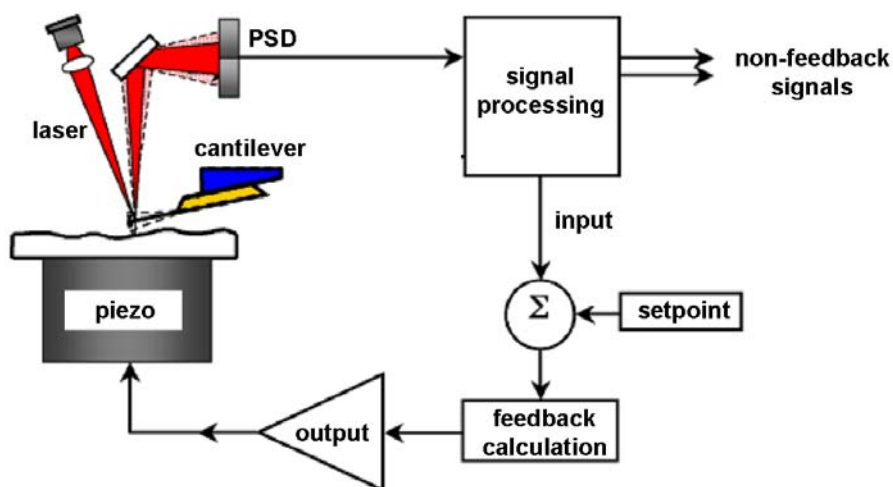 PSD
signal
processing
non-feedback
signals
laser
cantilever
input
piezo
Σ
setpoint
output
feedback
calculation